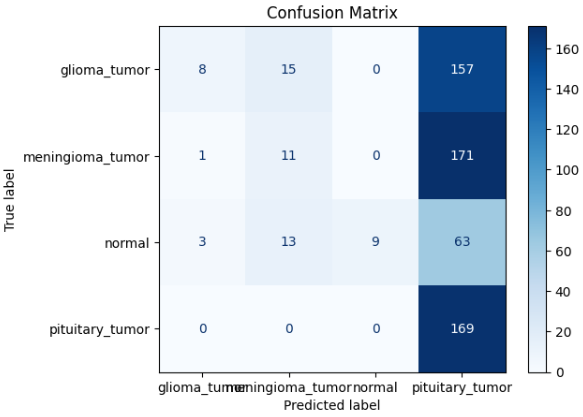 Confusion Matrix
glioma_tumor 8 15 0 157
meningioma_tumor 1 11 0 171
normal 3 13 9 63
pituitary_tumor 0 0 0 169
glioma_tumor meningioma_tumor normal pituitary_tumor
Predicted label
True label
160
140
120
100
80
60
40
20
0